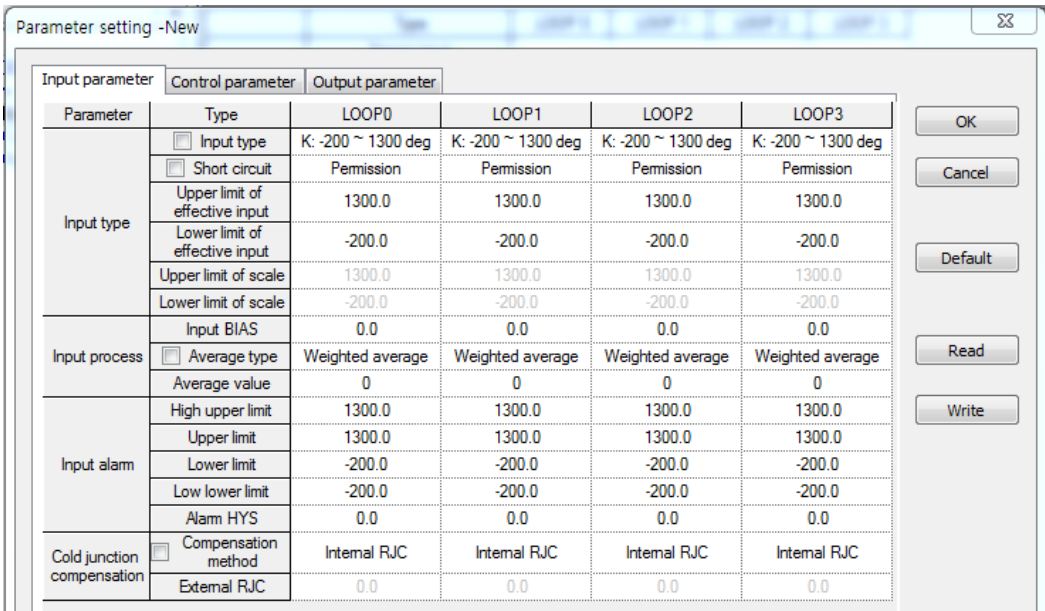 Parameter setting -New
Input parameter Control parameter Output parameter
Parameter Type LOOP0 LOOP1 LOOP2 LOOP3
Input type Input type K: -200 ~ 1300 deg K: -200 ~ 1300 deg K: -200 ~ 1300 deg K: -200 ~ 1300 deg
Short circuit Permission Permission Permission Permission
Upper limit of
effective input 1300.0 1300.0 1300.0 1300.0
Lower limit of
effective input -200.0 -200.0 -200.0 -200.0
Upper limit of scale 1300.0 1300.0 1300.0 1300.0
Lower limit of scale -200.0 -200.0 -200.0 -200.0
Input process Input BIAS 0.0 0.0 0.0 0.0
Average type Weighted average Weighted average Weighted average Weighted average
Average value 0 0 0 0
Input alarm High upper limit 1300.0 1300.0 1300.0 1300.0
Upper limit 1300.0 1300.0 1300.0 1300.0
Lower limit -200.0 -200.0 -200.0 -200.0
Low lower limit -200.0 -200.0 -200.0 -200.0
Alarm HYS 0.0 0.0 0.0 0.0
Cold junction
compensation Compensation
method Internal RJC Internal RJC Internal RJC Internal RJC
External RJC 0.0 0.0 0.0 0.0
OK
Cancel
Default
Read
Write